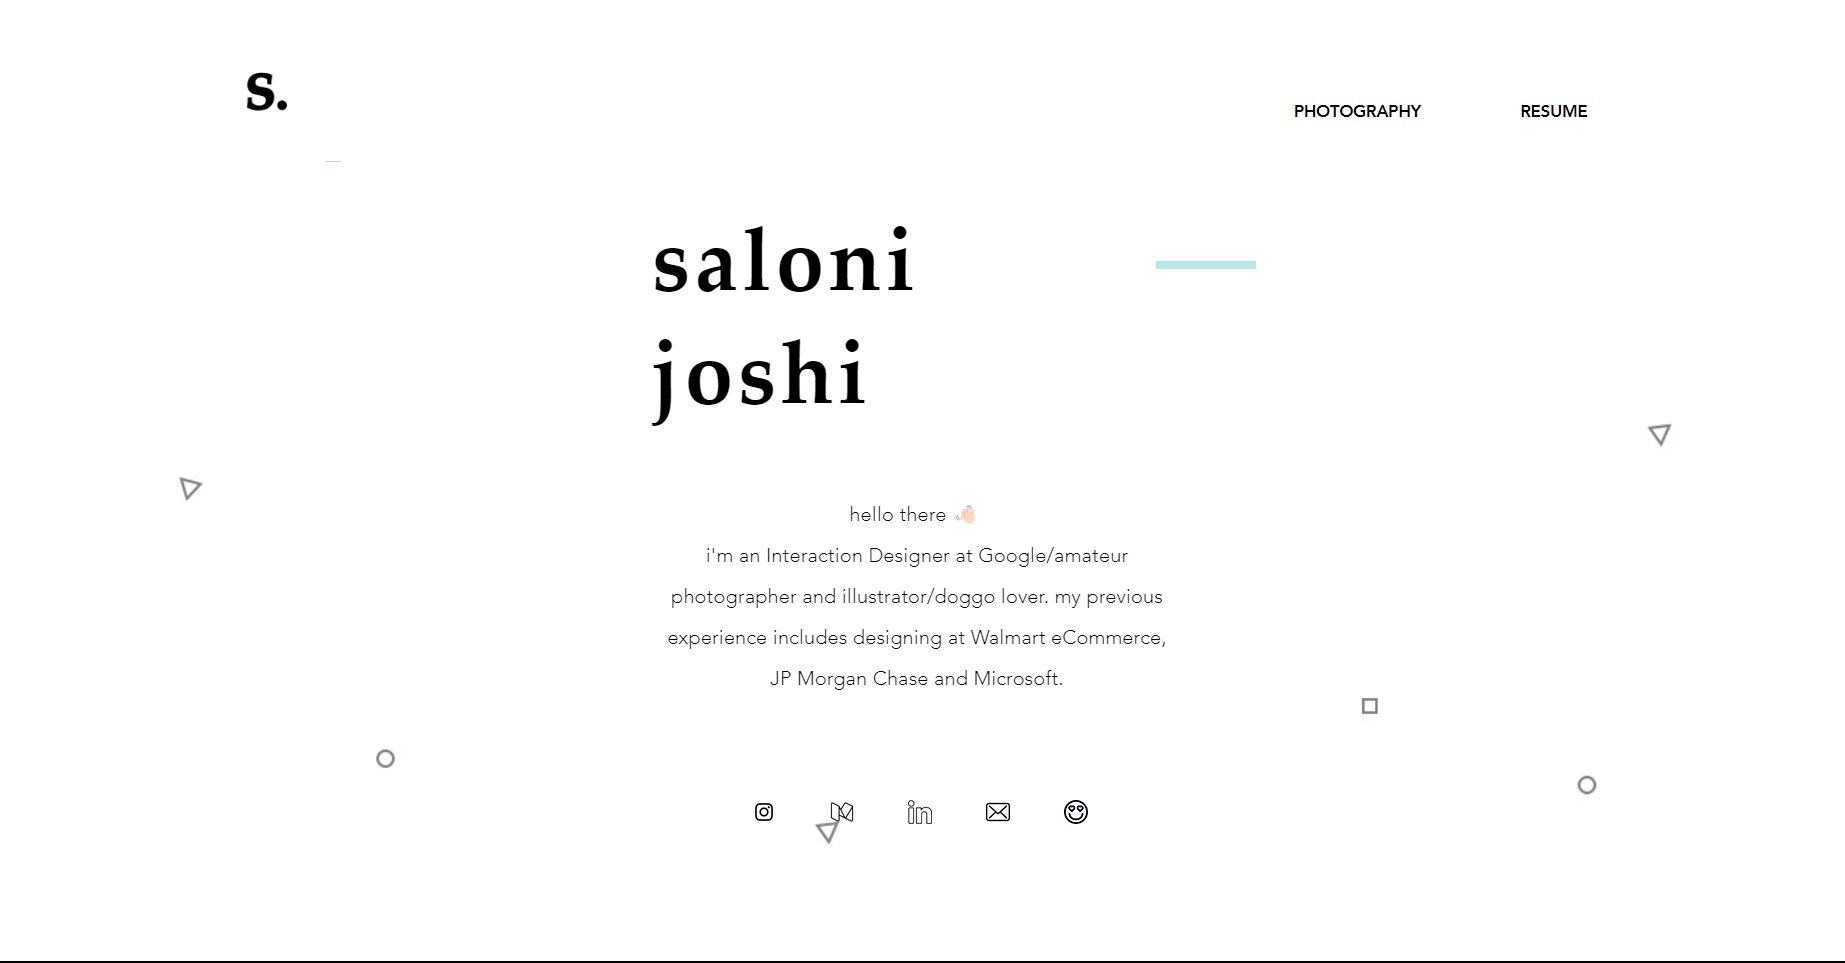 s.
PHOTOGRAPHY RESUME
saloni
joshi
hello there 👋🏻
i'm an Interaction Designer at Google/amateur
photographer and illustrator/doggo lover. my previous
experience includes designing at Walmart eCommerce,
JP Morgan Chase and Microsoft.
in